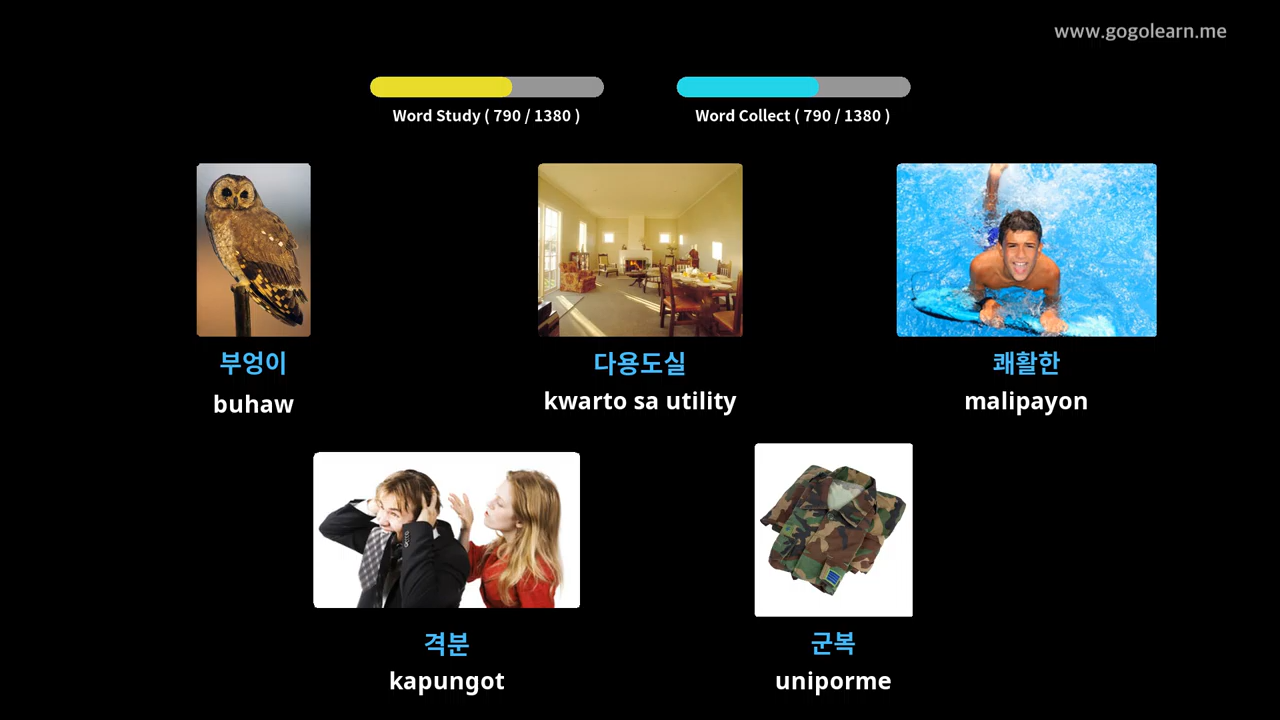 www.gogolearn.me
Word Study ( 790 / 1380 )
Word Collect ( 790 / 1380 )
부엉이
buhaw
다용도실
kwarto sa utility
쾌활한
malipayon
격분
kapungot
군복
uniporme